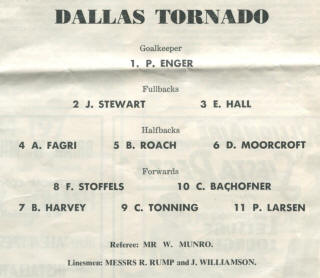 DALLAS TORNADO
Goalkeeper
1. P. ENGER
Fullbacks
2 J. STEWART 3 E. HALL
Halfbacks
4 A. FAGRI 5 B. ROACH 6 D. MOORCROFT
Forwards
8 F. STOFFELS 10 C. BACHOFNER
7 B. HARVEY 9 C. TONNING 11 P. LARSEN
Referee: MR W. MUNRO.
Linesmen: MESSRS R. RUMP and J. WILLIAMSON.